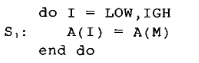 do I = LOW,IGH
S₁: A(I) = A(M)
end do